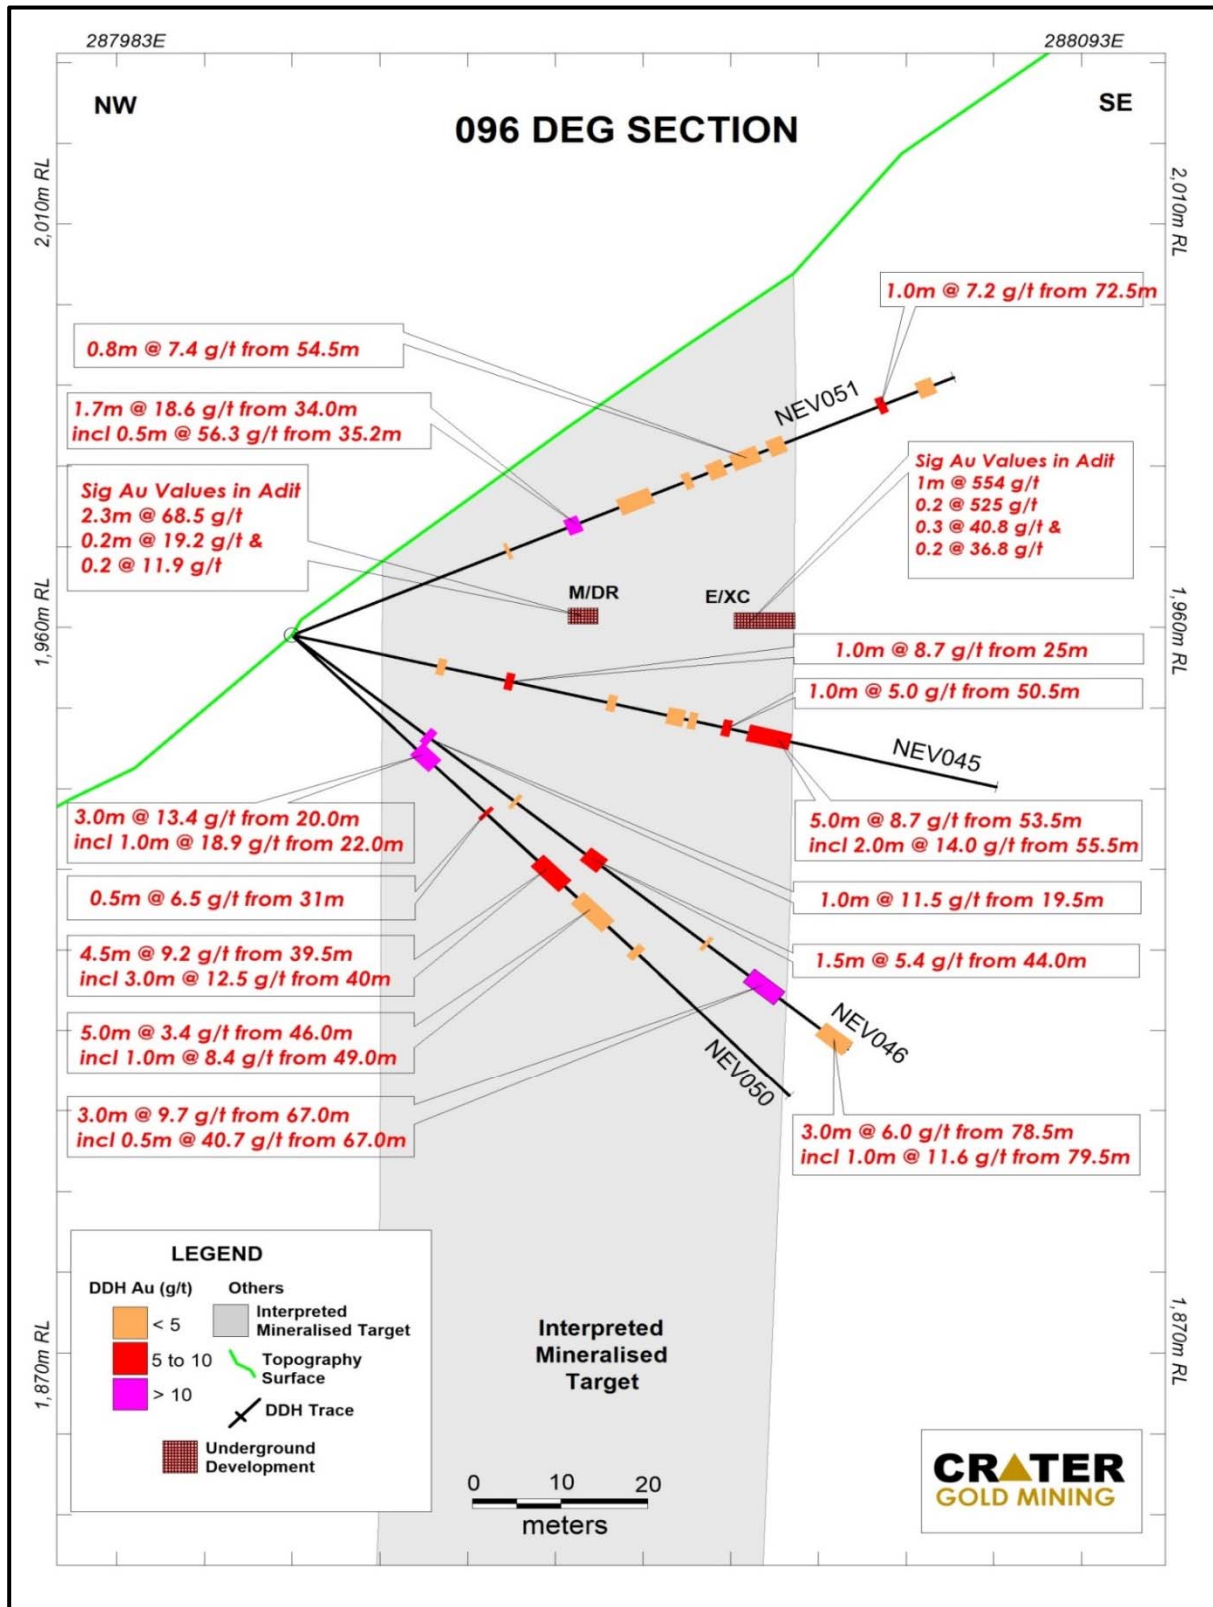 287983E
288093E
NW
SE
096 DEG SECTION
2,010m RL
2,010m RL
1.0m @ 7.2 g/t from 72.5m
0.8m @ 7.4 g/t from 54.5m
NEV051
1.7m @ 18.6 g/t from 34.0m
incl 0.5m @ 56.3 g/t from 35.2m
Sig Au Values in Adit
2.3m @ 68.5 g/t
0.2m @ 19.2 g/t &
0.2 @ 11.9 g/t
Sig Au Values in Adit
1m @ 554 g/t
0.2 @ 525 g/t
0.3 @ 40.8 g/t &
0.2 @ 36.8 g/t
M/DR
E/XC
1,960m RL
1,960m RL
1.0m @ 8.7 g/t from 25m
1.0m @ 5.0 g/t from 50.5m
NEV045
3.0m @ 13.4 g/t from 20.0m
incl 1.0m @ 18.9 g/t from 22.0m
5.0m @ 8.7 g/t from 53.5m
incl 2.0m @ 14.0 g/t from 55.5m
0.5m @ 6.5 g/t from 31m
1.0m @ 11.5 g/t from 19.5m
4.5m @ 9.2 g/t from 39.5m
incl 3.0m @ 12.5 g/t from 40m
1.5m @ 5.4 g/t from 44.0m
5.0m @ 3.4 g/t from 46.0m
incl 1.0m @ 8.4 g/t from 49.0m
NEV046
NEV050
3.0m @ 9.7 g/t from 67.0m
incl 0.5m @ 40.7 g/t from 67.0m
3.0m @ 6.0 g/t from 78.5m
incl 1.0m @ 11.6 g/t from 79.5m
LEGEND
DDH Au (g/t)
Others
< 5
5 to 10
> 10
Interpreted
Mineralised Target
Topography
Surface
DDH Trace
Underground
Development
Interpreted
Mineralised
Target
1,870m RL
1,870m RL
0 10 20
meters
CRATER
GOLD MINING